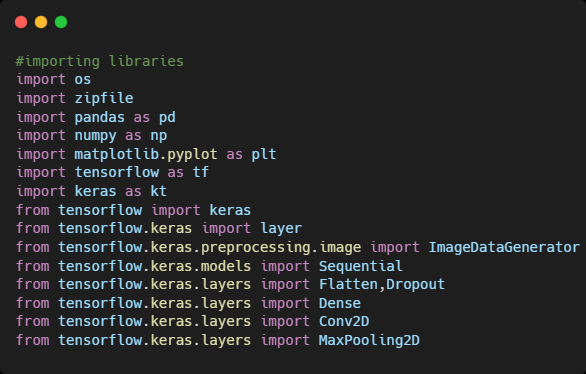 #importing libraries
import os
import zipfile
import pandas as pd
import numpy as np
import matplotlib.pyplot as plt
import tensorflow as tf
import keras as kt
from tensorflow import keras
from tensorflow.keras import layer
from tensorflow.keras.preprocessing.image import ImageDataGenerator
from tensorflow.keras.models import Sequential
from tensorflow.keras.layers import Flatten,Dropout
from tensorflow.keras.layers import Dense
from tensorflow.keras.layers import Conv2D
from tensorflow.keras.layers import MaxPooling2D